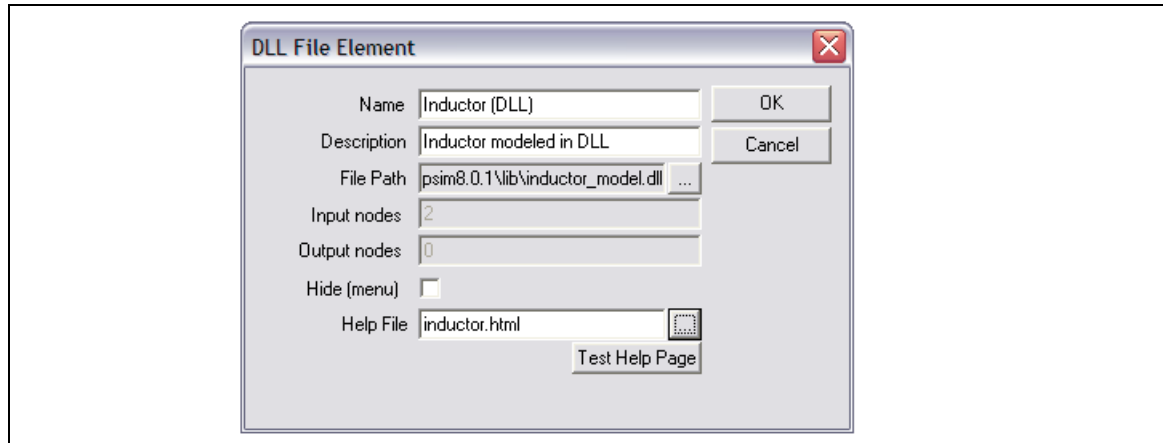 DLL File Element
Name Inductor (DLL) OK
Description Inductor modeled in DLL Cancel
File Path psim8.0.1\lib\inductor_model.dll ...
Input nodes 2
Output nodes 0
Hide (menu)
Help File inductor.html ...
Test Help Page